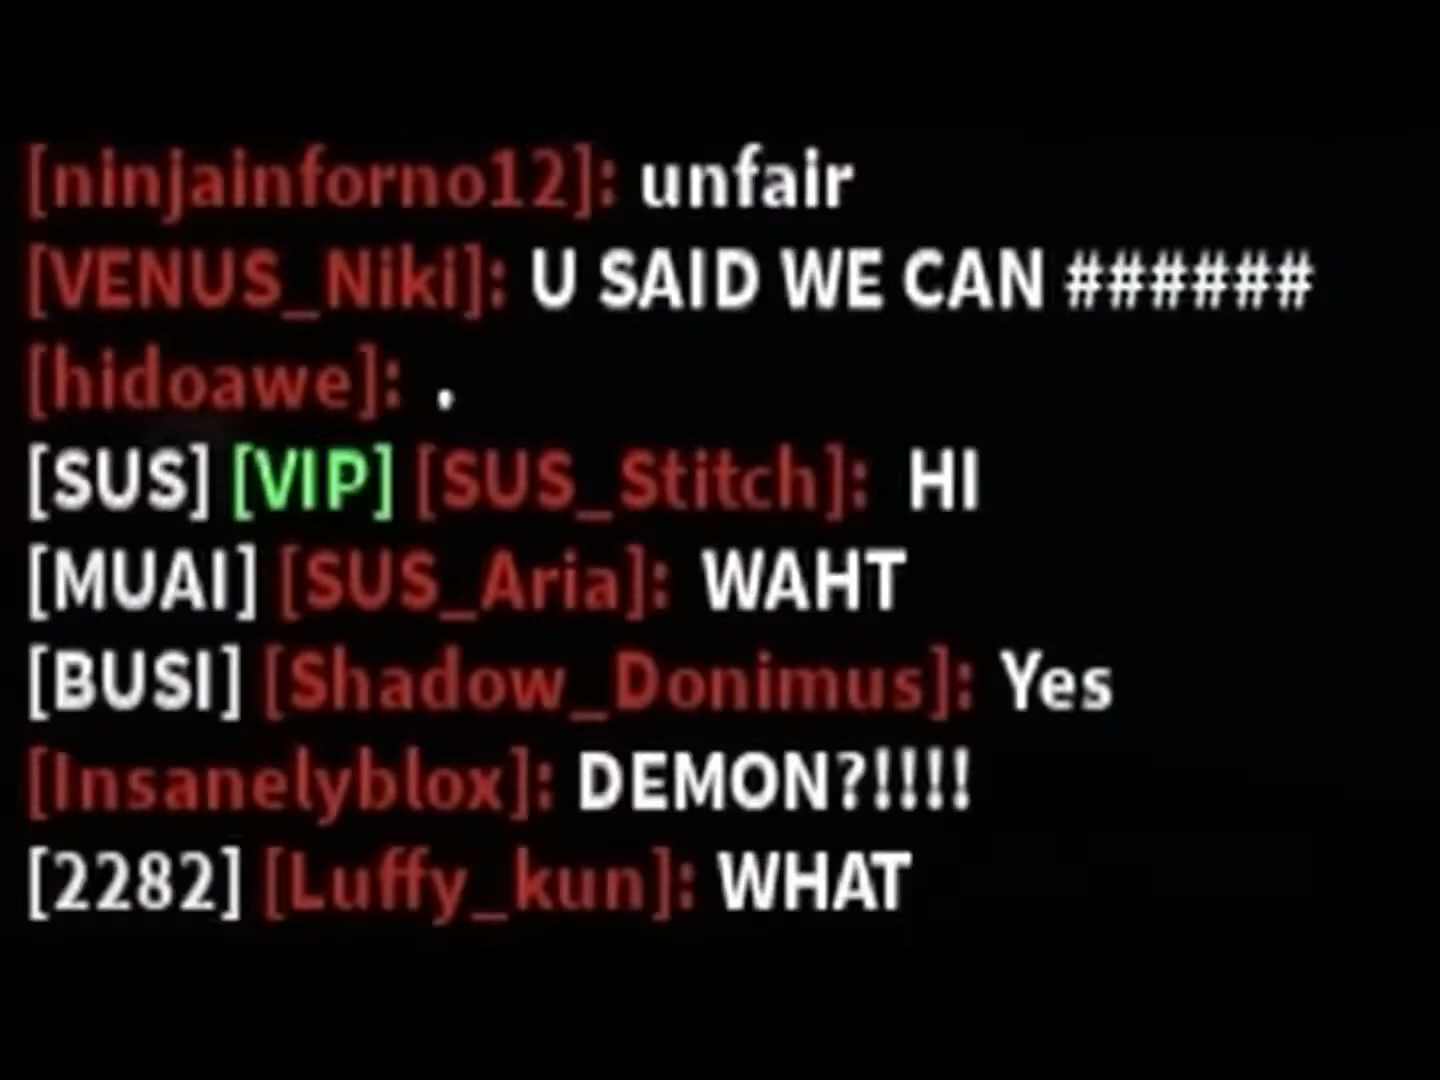 [ninjainforno12]: unfair
[VENUS_Niki]: U SAID WE CAN ######
[hidoawe]: .
[SUS] [VIP] [SUS_Stitch]: HI
[MUAI] [SUS_Aria]: WAHT
[BUSI] [Shadow_Donimus]: Yes
[Insanelyblox]: DEMON?!!!!
[2282] [Luffy_kun]: WHAT